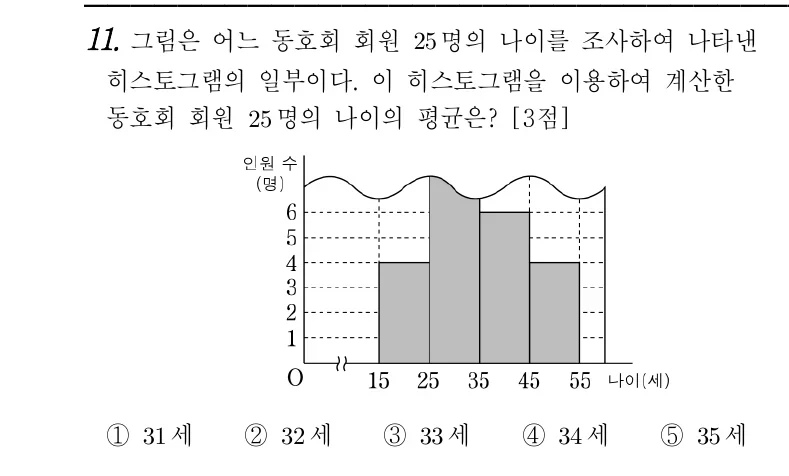 11. 그림은 어느 동호회 회원 25명의 나이를 조사하여 나타낸
히스토그램의 일부이다. 이 히스토그램을 이용하여 계산한
동호회 회원 25명의 나이의 평균은? [3점]
인원 수
(명)
6
5
4
3
2
1
O 15 25 35 45 55 나이(세)
① 31세 ② 32세 ③ 33세 ④ 34세 ⑤ 35세